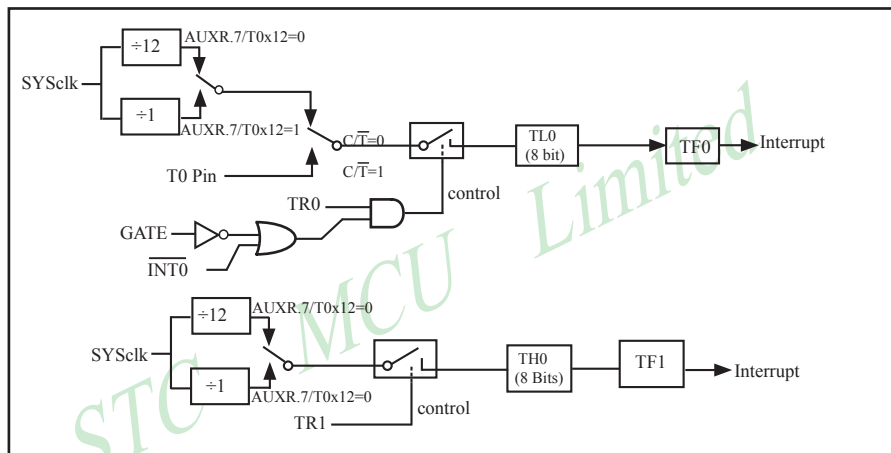 ÷12
AUXR.7/T0x12=0
SYSclk
÷1
AUXR.7/T0x12=1
C/T̅=0
TL0
(8 bit)
TF0
Interrupt
T0 Pin
C/T̅=1
control
TR0
GATE
I̅N̅T̅0̅
AUXR.7/T0x12=0
÷12
SYSclk
÷1
AUXR.7/T0x12=0
TH0
(8 Bits)
TF1
Interrupt
control
TR1
STC MCU Limited